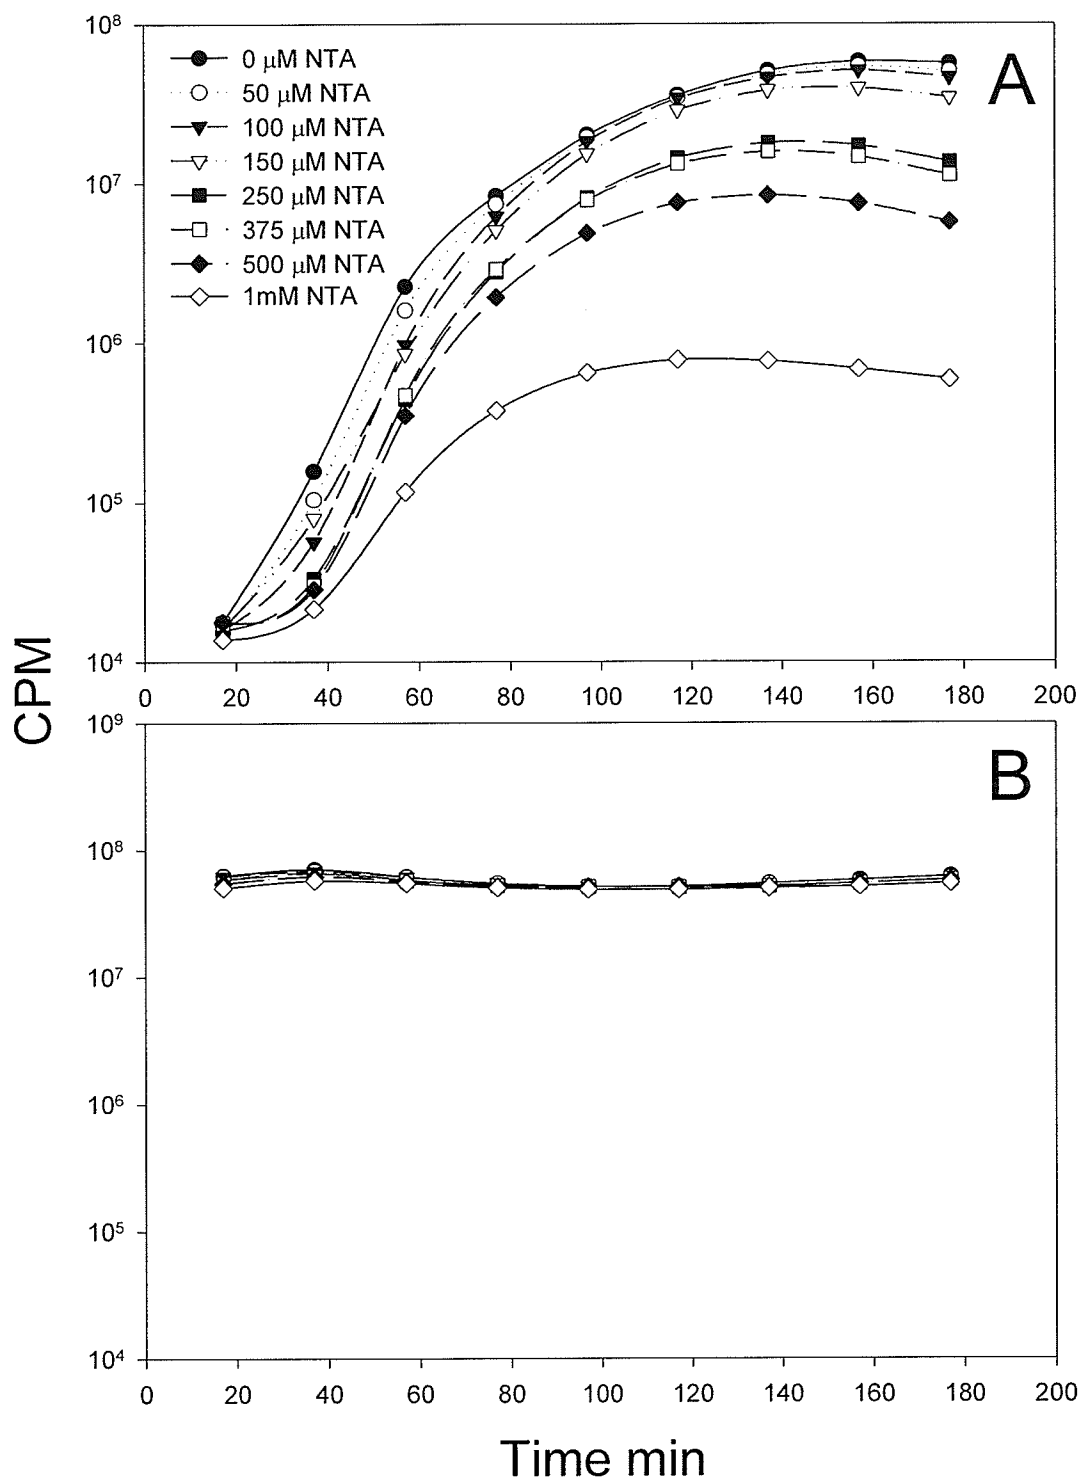 10⁸
A
0 μM NTA
50 μM NTA
100 μM NTA
150 μM NTA
250 μM NTA
375 μM NTA
500 μM NTA
1mM NTA
10⁷
10⁶
10⁵
10⁴
0 20 40 60 80 100 120 140 160 180 200
CPM
10⁹
B
10⁸
10⁷
10⁶
10⁵
10⁴
0 20 40 60 80 100 120 140 160 180 200
Time min